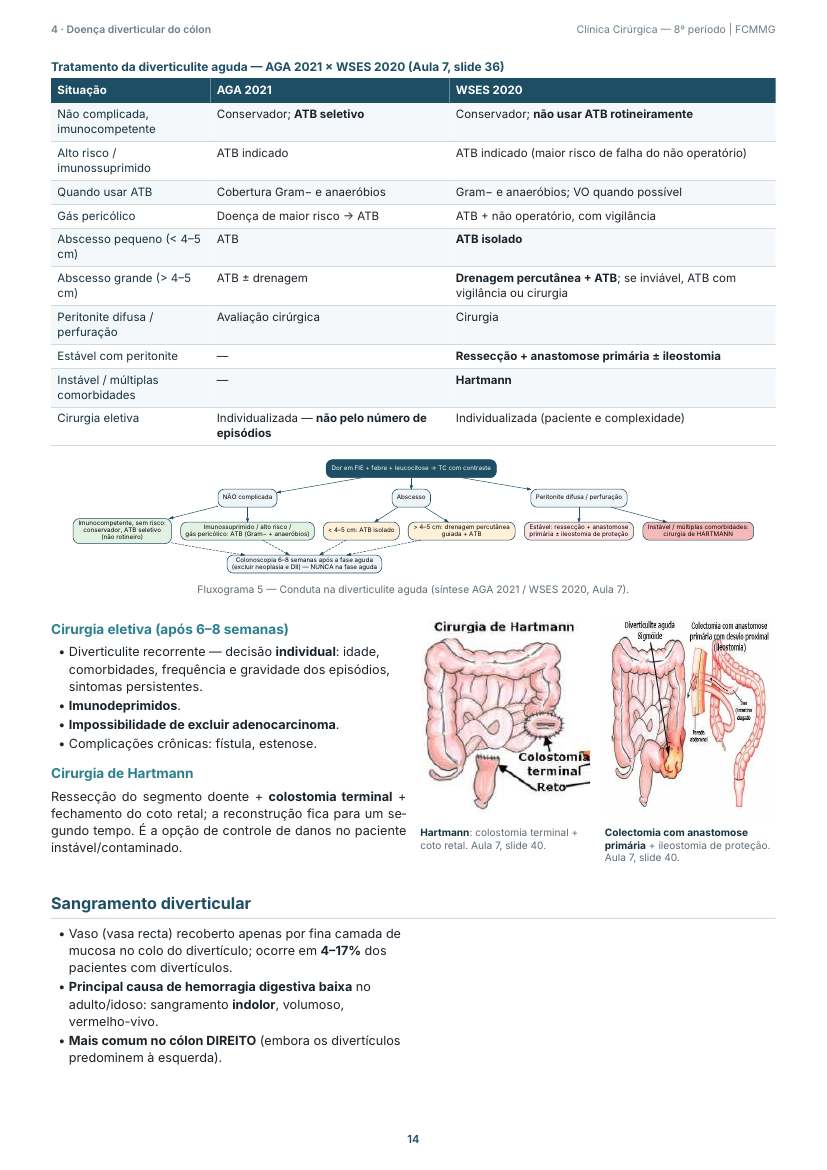 4 · Doença diverticular do cólon
Clínica Cirúrgica — 8º período | FCMMG
Tratamento da diverticulite aguda — AGA 2021 × WSES 2020 (Aula 7, slide 36)
Situação AGA 2021 WSES 2020
Não complicada, Conservador; ATB seletivo Conservador; não usar ATB rotineiramente
imunocompetente
Alto risco / ATB indicado ATB indicado (maior risco de falha do não operatório)
imunossuprimido
Quando usar ATB Cobertura Gram− e anaeróbios Gram− e anaeróbios; VO quando possível
Gás pericólico Doença de maior risco → ATB ATB + não operatório, com vigilância
Abscesso pequeno (< 4–5 ATB ATB isolado
cm)
Abscesso grande (> 4–5 ATB ± drenagem Drenagem percutânea + ATB; se inviável, ATB com
cm) vigilância ou cirurgia
Peritonite difusa / Avaliação cirúrgica Cirurgia
perfuração
Estável com peritonite — Ressecção + anastomose primária ± ileostomia
Instável / múltiplas — Hartmann
comorbidades
Cirurgia eletiva Individualizada — não pelo número de Individualizada (paciente e complexidade)
episódios
Dor em FIE + febre + leucocitose → TC com contraste
NÃO complicada
Abscesso
Peritonite difusa / perfuração
Imunocompetente, sem risco:
conservador, ATB seletivo
(não rotineiro)
Imunossuprimido / alto risco /
gás pericólico: ATB (Gram− + anaeróbios)
< 4–5 cm: ATB isolado
> 4–5 cm: drenagem percutânea
guiada + ATB
Estável: ressecção + anastomose
primária ± ileostomia de proteção
Instável / múltiplas comorbidades:
cirurgia de HARTMANN
Colonoscopia 6–8 semanas após a fase aguda
(excluir neoplasia e DII) — NUNCA na fase aguda
Fluxograma 5 — Conduta na diverticulite aguda (síntese AGA 2021 / WSES 2020, Aula 7).
Cirurgia eletiva (após 6–8 semanas)
• Diverticulite recorrente — decisão individual: idade,
comorbidades, frequência e gravidade dos episódios,
sintomas persistentes.
• Imunodeprimidos.
• Impossibilidade de excluir adenocarcinoma.
• Complicações crônicas: fístula, estenose.
Cirurgia de Hartmann
Ressecção do segmento doente + colostomia terminal +
fechamento do coto retal; a reconstrução fica para um se-
gundo tempo. É a opção de controle de danos no paciente
instável/contaminado.
Cirurgia de Hartmann
Colostomia
terminal
Reto
Hartmann: colostomia terminal +
coto retal. Aula 7, slide 40.
Diverticulite aguda
Sigmóide
Colectomia com anastomose
primária com desvio proximal
(Ileostomia)
Parede
abdominal
Colectomia com anastomose
primária + ileostomia de proteção.
Aula 7, slide 40.
Sangramento diverticular
• Vaso (vasa recta) recoberto apenas por fina camada de
mucosa no colo do divertículo; ocorre em 4–17% dos
pacientes com divertículos.
• Principal causa de hemorragia digestiva baixa no
adulto/idoso: sangramento indolor, volumoso,
vermelho-vivo.
• Mais comum no cólon DIREITO (embora os divertículos
predominem à esquerda).
14